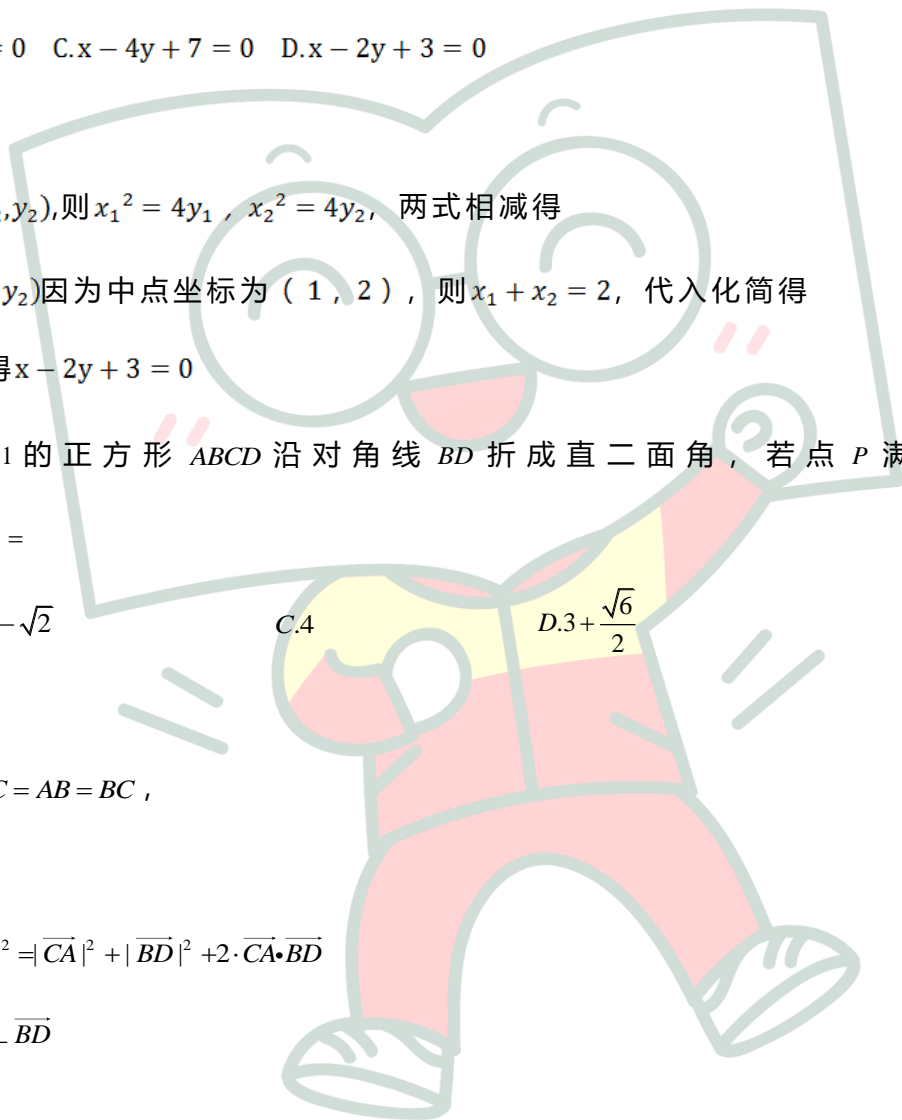 = 0 C.x − 4y + 7 = 0 D.x − 2y + 3 = 0
,y₂),则x₁² = 4y₁ , x₂² = 4y₂, 两式相减得
y₂)因为中点坐标为（1，2），则x₁ + x₂ = 2, 代入化简得
得x − 2y + 3 = 0
1 的 正 方 形 ABCD 沿 对 角 线 BD 折 成 直 二 面 角 ， 若 点 P 满
=
−√2 C.4 D.3+√6/2
C = AB = BC ，
² =|CA|² + |BD|² +2·CA•BD
BD